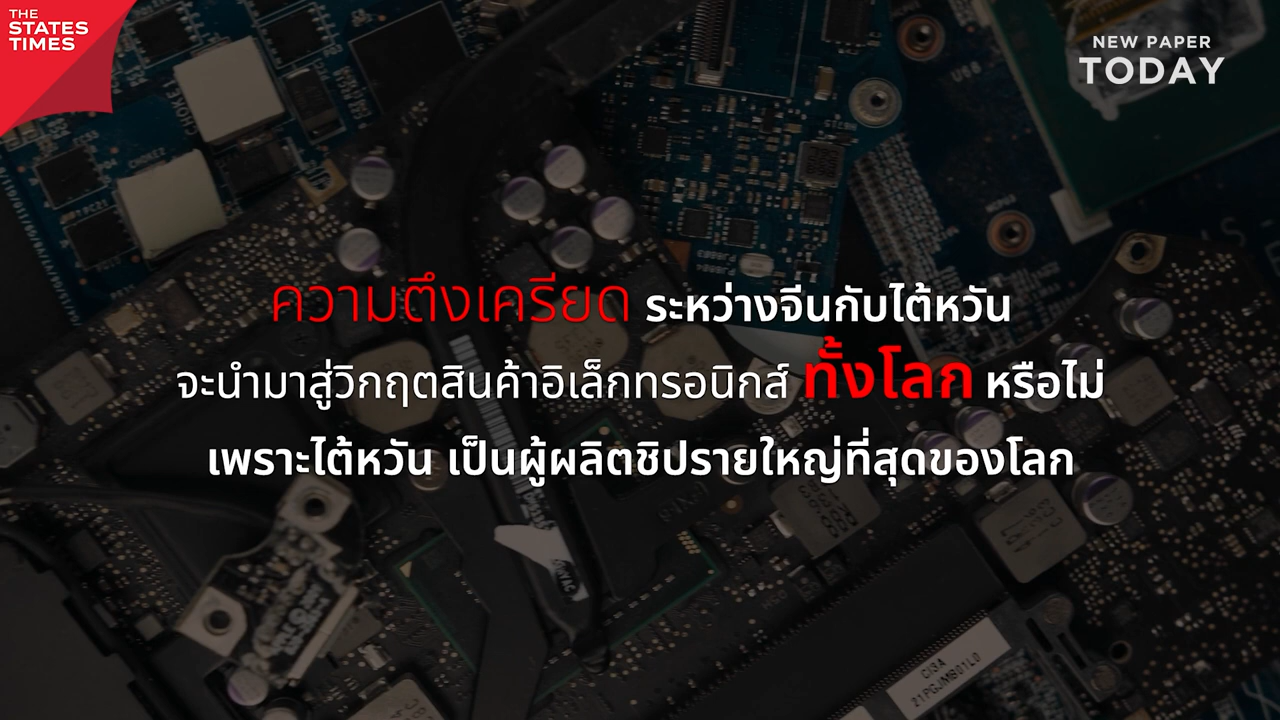 THE
STATES
TIMES
NEW PAPER
TODAY
CHOKE
CHOKE2
ความตึงเครียด ระหว่างจีนกับไต้หวัน
จะนำมาสู่วิกฤตสินค้าอิเล็กทรอนิกส์ ทั้งโลก หรือไม่
เพราะไต้หวัน เป็นผู้ผลิตชิปรายใหญ่ที่สุดของโลก
C/3A
21PGJMB01L0